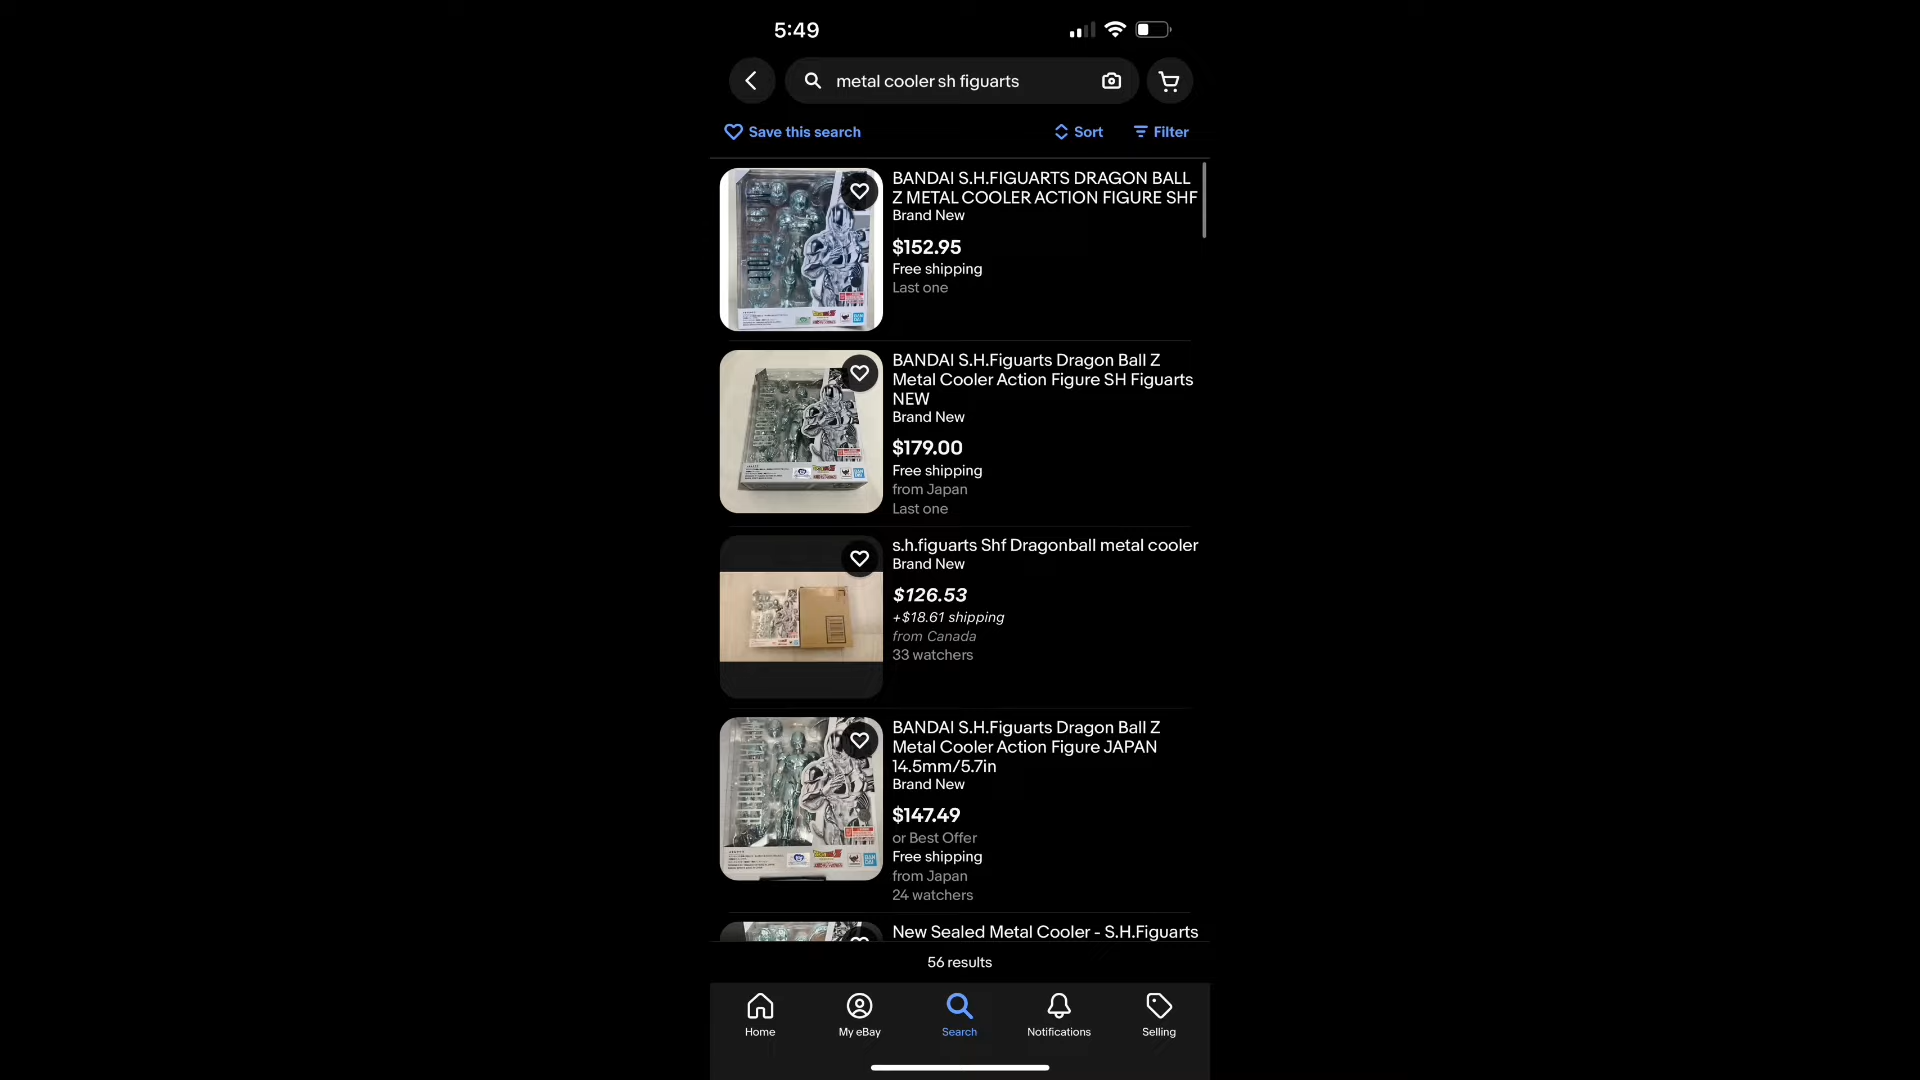 5:49
metal cooler sh figuarts
Save this search
Sort
Filter
BANDAI S.H.FIGUARTS DRAGON BALL
Z METAL COOLER ACTION FIGURE SHF
Brand New
$152.95
Free shipping
Last one
BANDAI S.H.Figuarts Dragon Ball Z
Metal Cooler Action Figure SH Figuarts
NEW
Brand New
$179.00
Free shipping
from Japan
Last one
s.h.figuarts Shf Dragonball metal cooler
Brand New
$126.53
+$18.61 shipping
from Canada
33 watchers
BANDAI S.H.Figuarts Dragon Ball Z
Metal Cooler Action Figure JAPAN
14.5mm/5.7in
Brand New
$147.49
or Best Offer
Free shipping
from Japan
24 watchers
New Sealed Metal Cooler - S.H.Figuarts
56 results
Home
My eBay
Search
Notifications
Selling